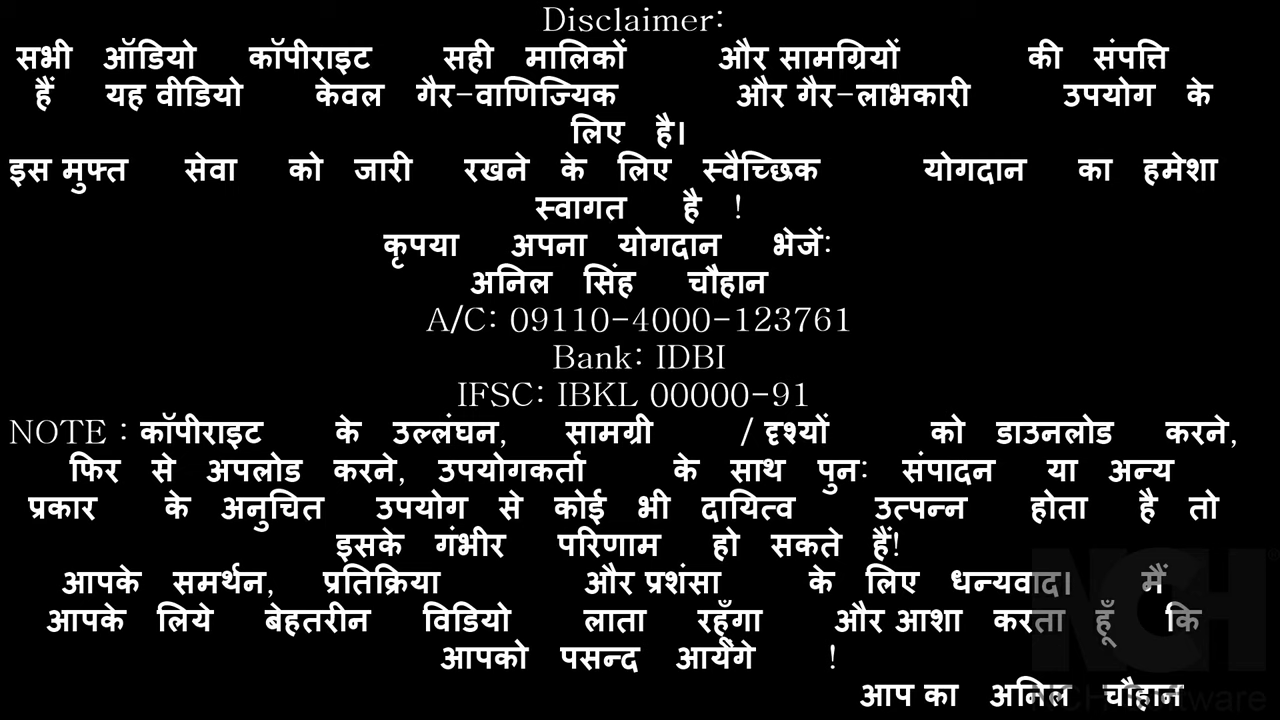 Disclaimer:
सभी ऑडियो कॉपीराइट सही मालिकों और सामग्रियों की संपत्ति
हैं यह वीडियो केवल गैर-वाणिज्यिक और गैर-लाभकारी उपयोग के
लिए है।
इस मुफ्त सेवा को जारी रखने के लिए स्वैच्छिक योगदान का हमेशा
स्वागत है !
कृपया अपना योगदान भेजें:
अनिल सिंह चौहान
A/C: 09110-4000-123761
Bank: IDBI
IFSC: IBKL 00000-91
NOTE : कॉपीराइट के उल्लंघन, सामग्री / दृश्यों को डाउनलोड करने,
फिर से अपलोड करने, उपयोगकर्ता के साथ पुन: संपादन या अन्य
प्रकार के अनुचित उपयोग से कोई भी दायित्व उत्पन्न होता है तो
इसके गंभीर परिणाम हो सकते हैं!
आपके समर्थन, प्रतिक्रिया और प्रशंसा के लिए धन्यवाद। मैं
आपके लिये बेहतरीन विडियो लाता रहूँगा और आशा करता हूँ कि
आपको पसन्द आयेंगे !
आप का अनिल चौहान
NCH
NCH Software